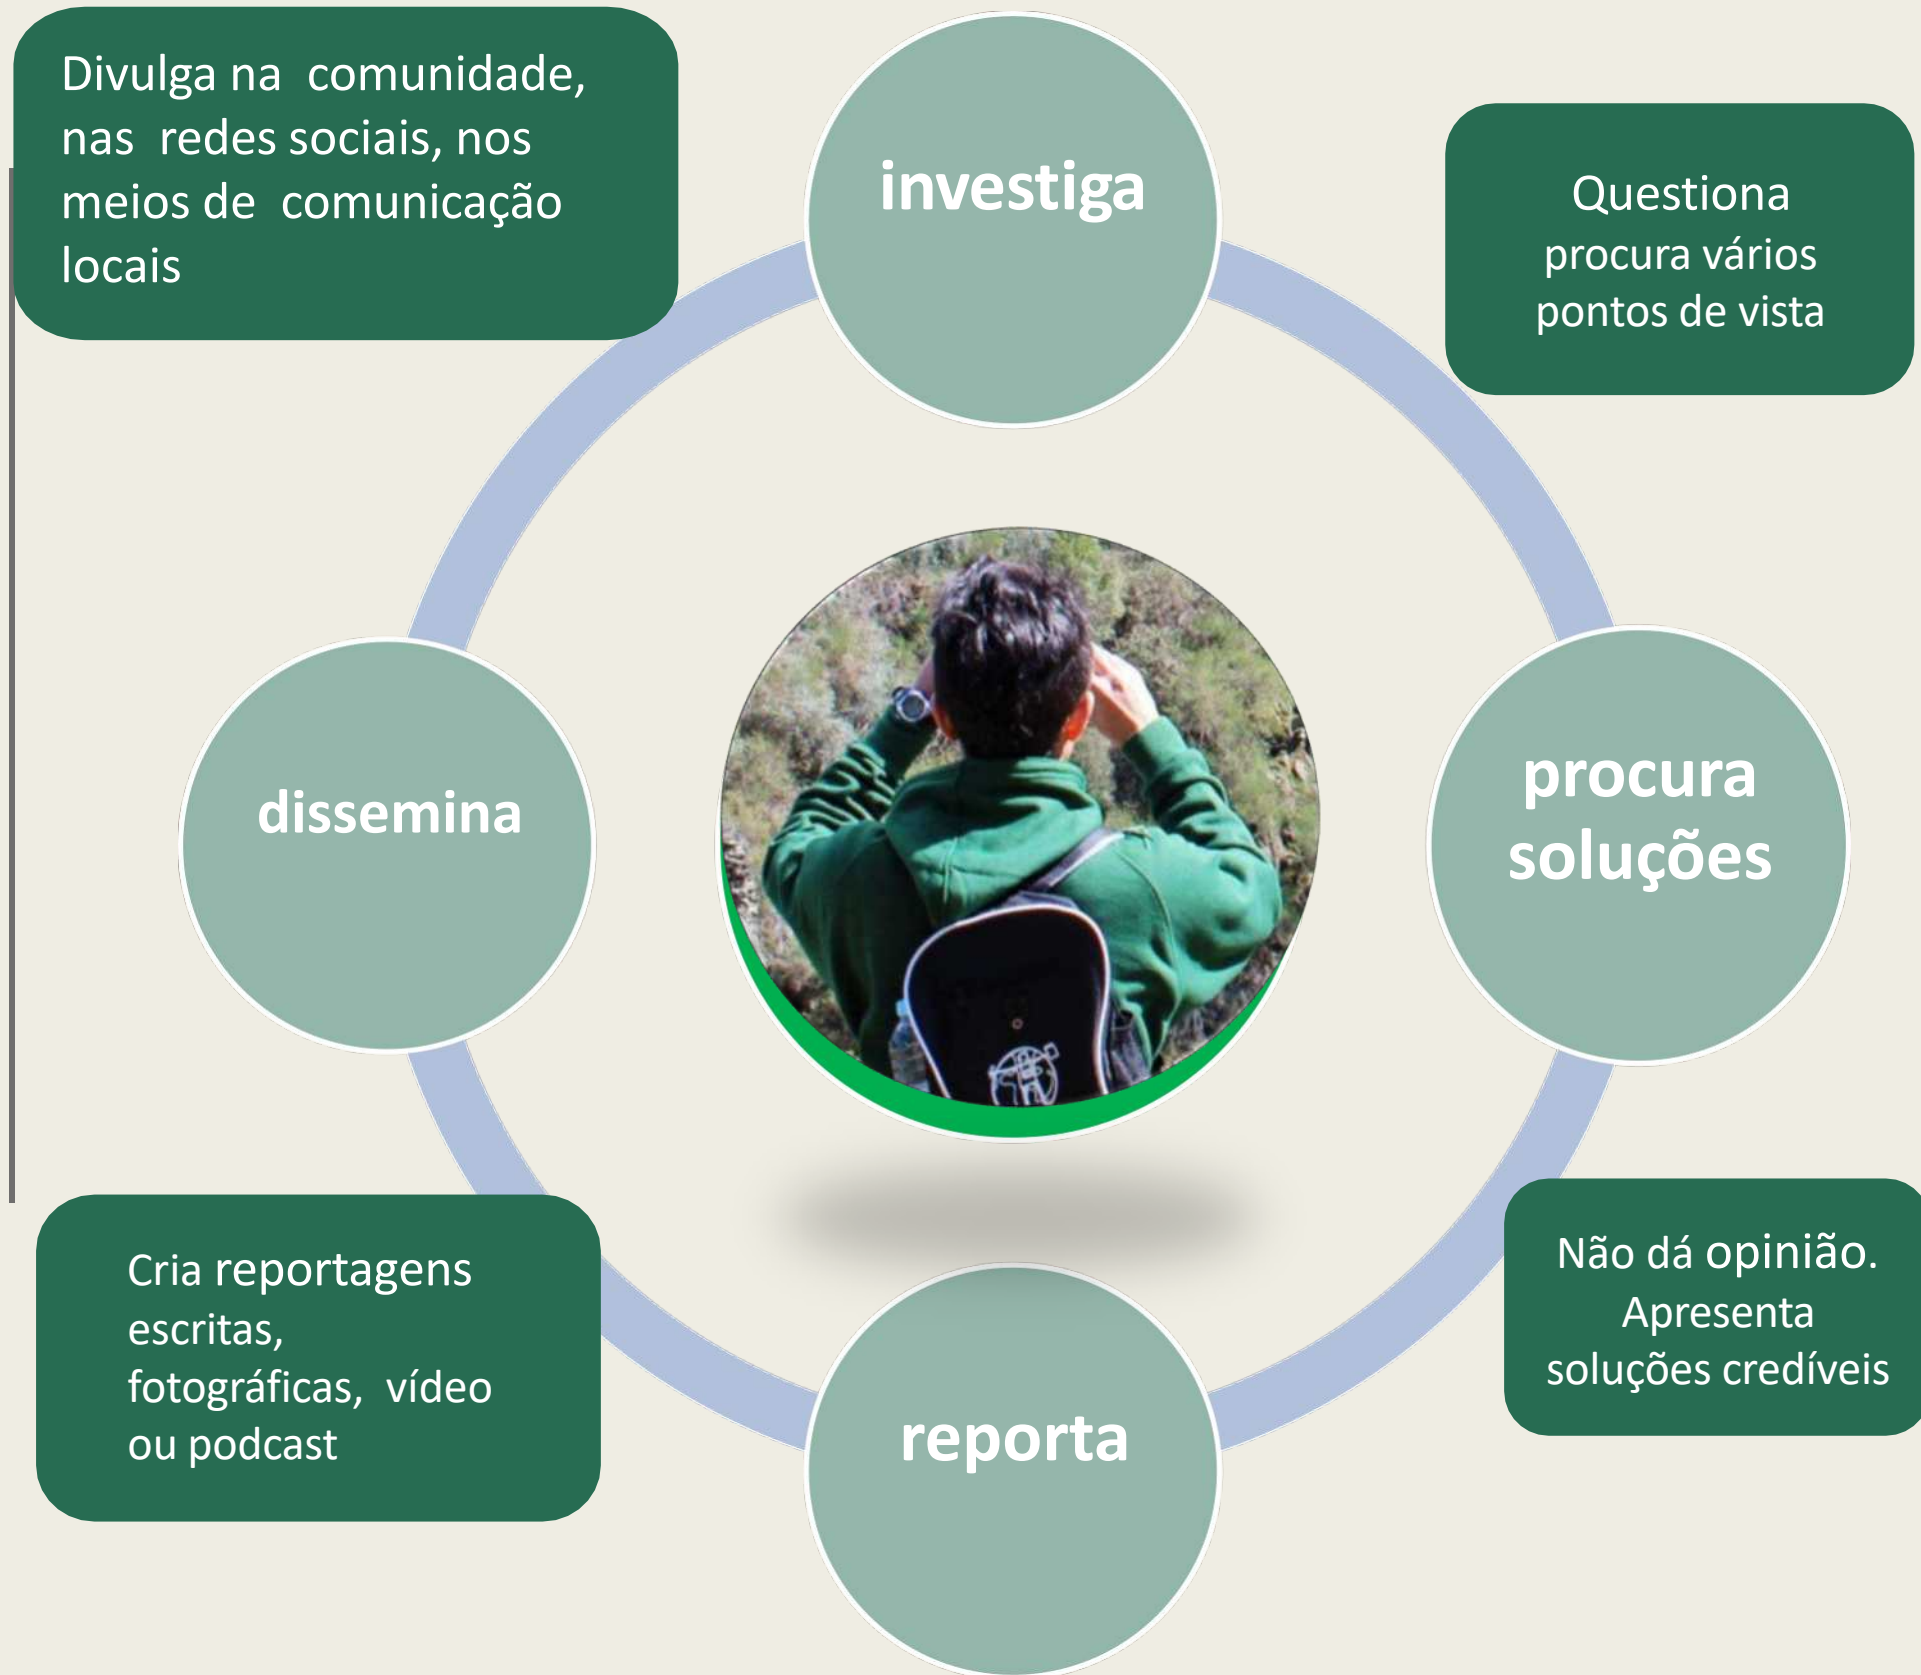 Divulga na comunidade,
nas redes sociais, nos
meios de comunicação
locais
investiga
Questiona
procura vários
pontos de vista
dissemina
procura
soluções
Cria reportagens
escritas,
fotográficas, vídeo
ou podcast
reporta
Não dá opinião.
Apresenta
soluções credíveis